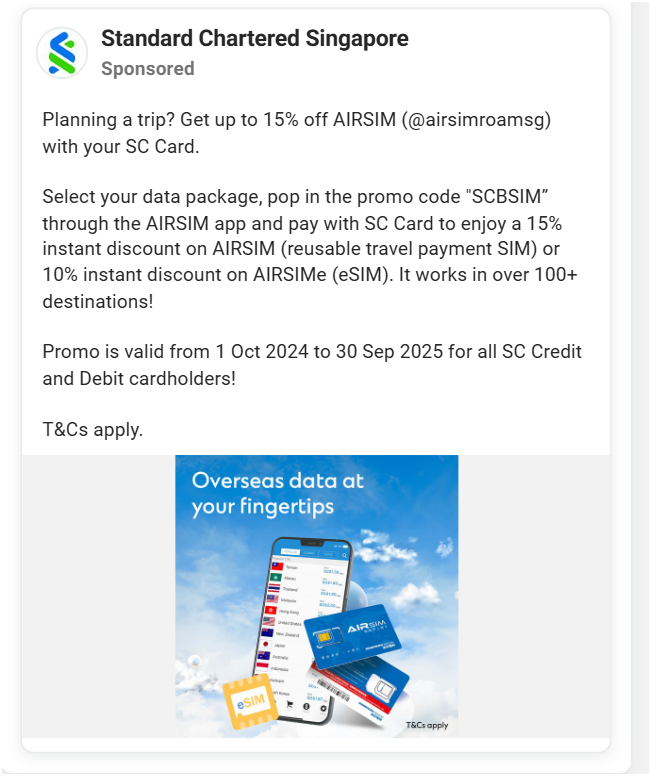 Standard Chartered Singapore
Sponsored
Planning a trip? Get up to 15% off AIRSIM (@airsimroamsg)
with your SC Card.
Select your data package, pop in the promo code "SCBSIM”
through the AIRSIM app and pay with SC Card to enjoy a 15%
instant discount on AIRSIM (reusable travel payment SIM) or
10% instant discount on AIRSIMe (eSIM). It works in over 100+
destinations!
Promo is valid from 1 Oct 2024 to 30 Sep 2025 for all SC Credit
and Debit cardholders!
T&Cs apply.
Overseas data at
your fingertips
Taiwan
Macau
Thailand
Malaysia
Hong Kong
United States
New Zealand
Japan
Australia
Indonesia
AIRSIM
eSIM
T&Cs apply